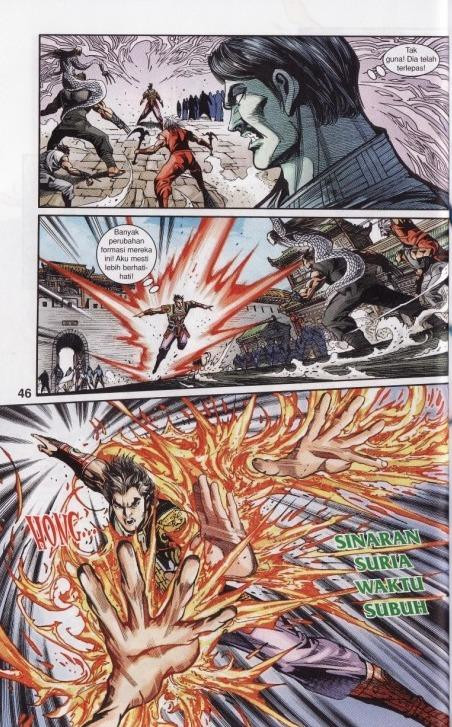 Tak
guna! Dia telah
terlepas!
Banyak
perubahan
formasi mereka
ini! Aku mesti
lebih berhati-
hati!
46
HONG...
SINARAN
SURIA
WAKTU
SUBUH